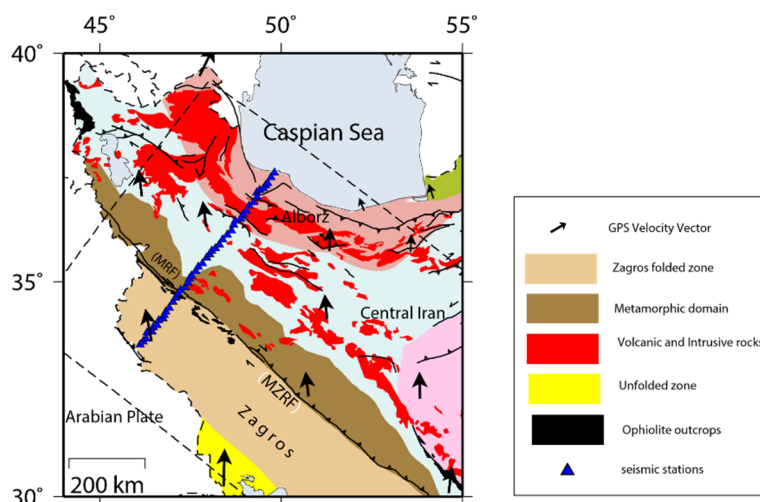 45
50
55
40°
Caspian Sea
Alborz
35°
(MRF)
Central Iran
(MZRF)
Arabian Plate
Zagros
200 km
30°
GPS Velocity Vector
Zagros folded zone
Metamorphic domain
Volcanic and Intrusive rocks
Unfolded zone
Ophiolite outcrops
seismic stations